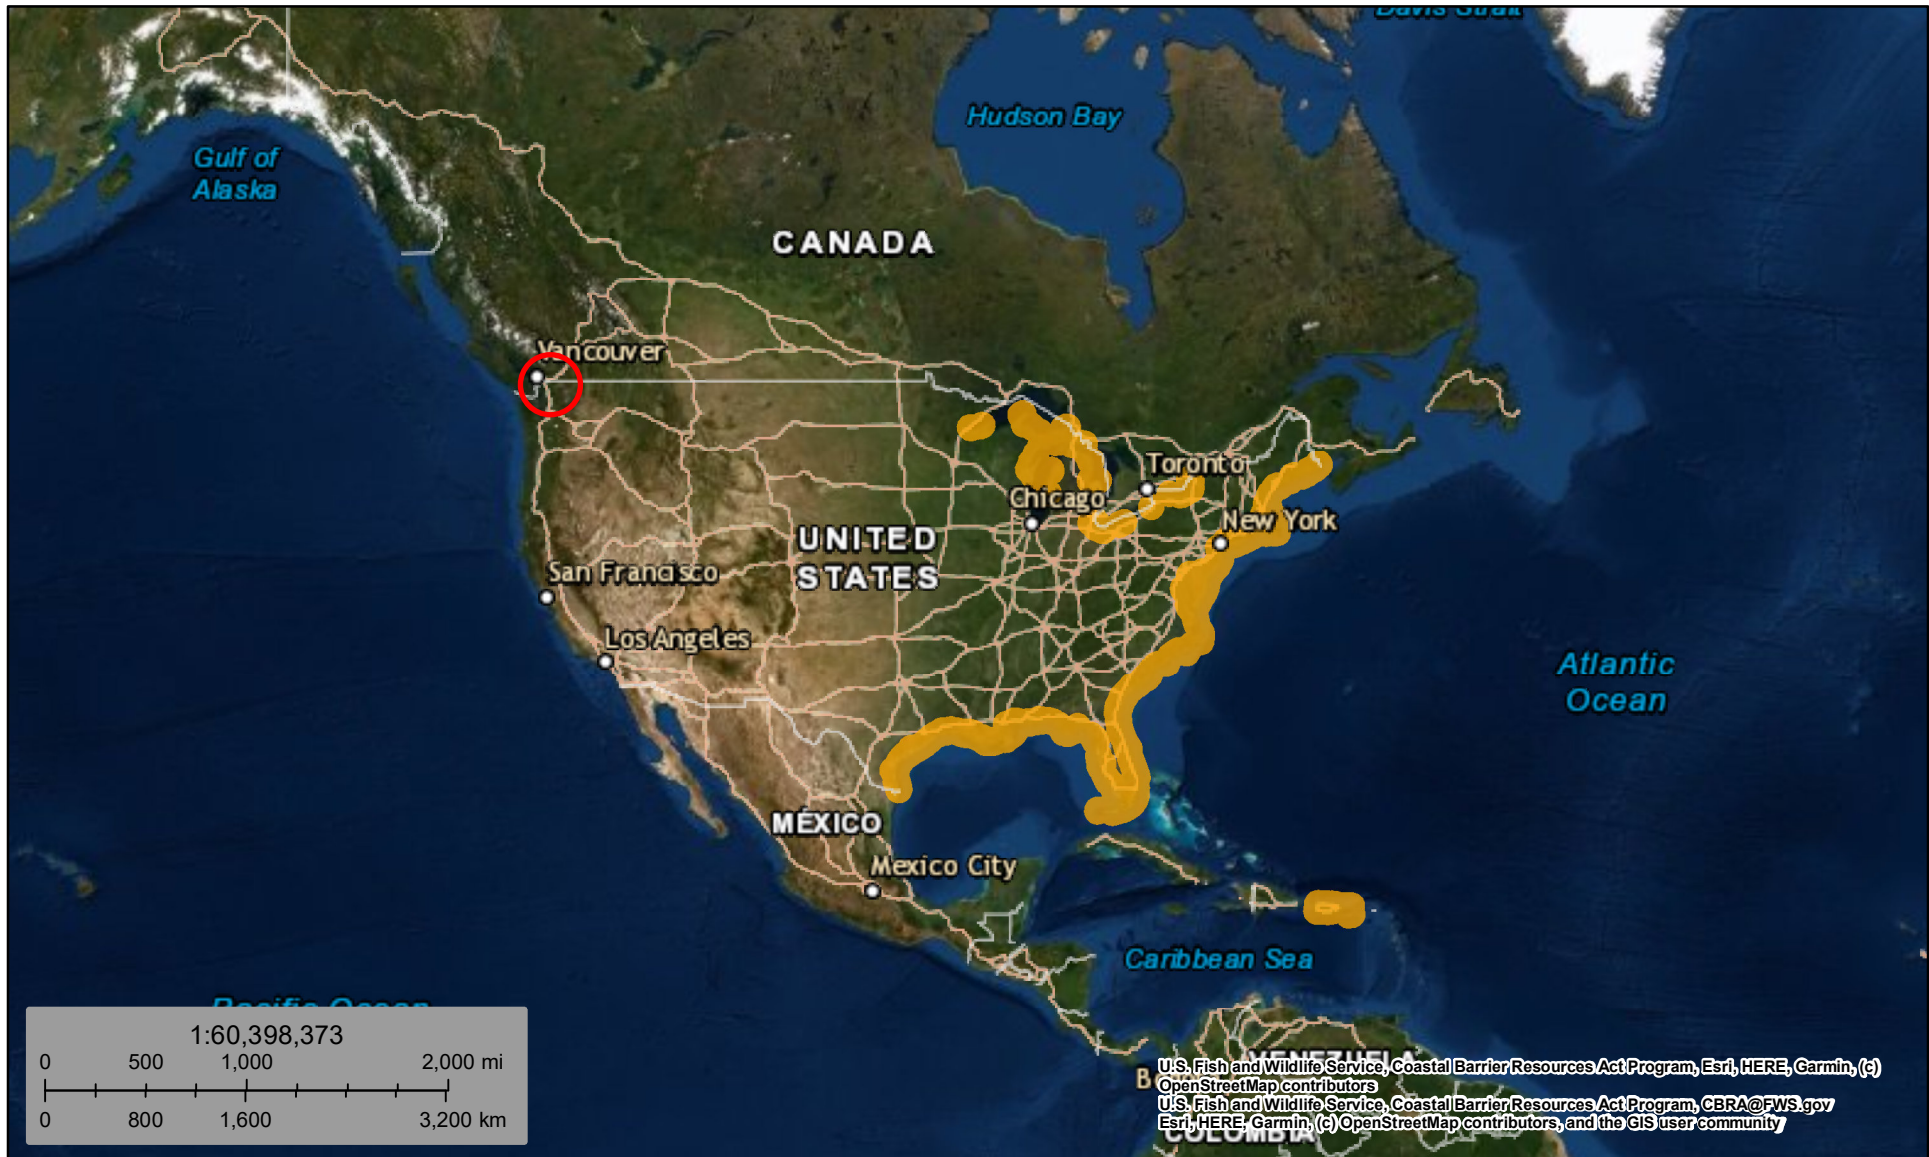 Davis Strait
Hudson Bay
Gulf of
Alaska
CANADA
Vancouver
Toronto
Chicago
New York
UNITED
STATES
San Francisco
Los Angeles
Atlantic
Ocean
MÉXICO
Mexico City
Caribbean Sea
Pacific Ocean
1:60,398,373
0 500 1,000 2,000 mi
0 800 1,600 3,200 km
VENEZUELA
U.S. Fish and Wildlife Service, Coastal Barrier Resources Act Program, Esri, HERE, Garmin, (c)
OpenStreetMap contributors
U.S. Fish and Wildlife Service, Coastal Barrier Resources Act Program, CBRA@FWS.gov
Esri, HERE, Garmin, (c) OpenStreetMap contributors, and the GIS user community
COLOMBIA